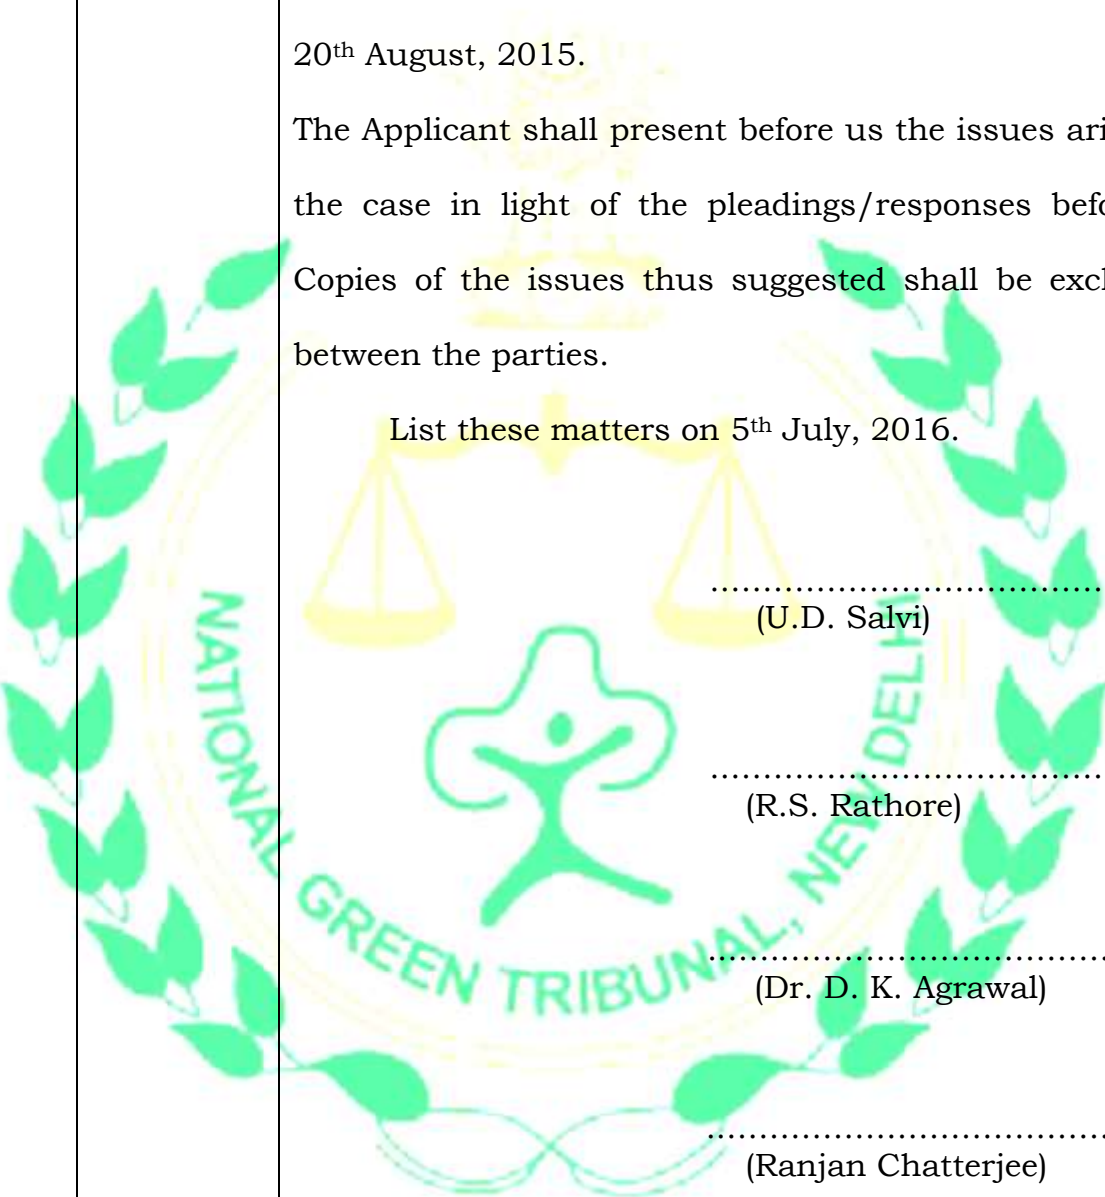 20th August, 2015.
The Applicant shall present before us the issues ari
the case in light of the pleadings/responses befo
Copies of the issues thus suggested shall be exch
between the parties.
List these matters on 5th July, 2016.
.......................................
(U.D. Salvi)
.......................................
(R.S. Rathore)
.......................................
(Dr. D. K. Agrawal)
.......................................
(Ranjan Chatterjee)
NATIONAL GREEN TRIBUNAL, NEW DELHI